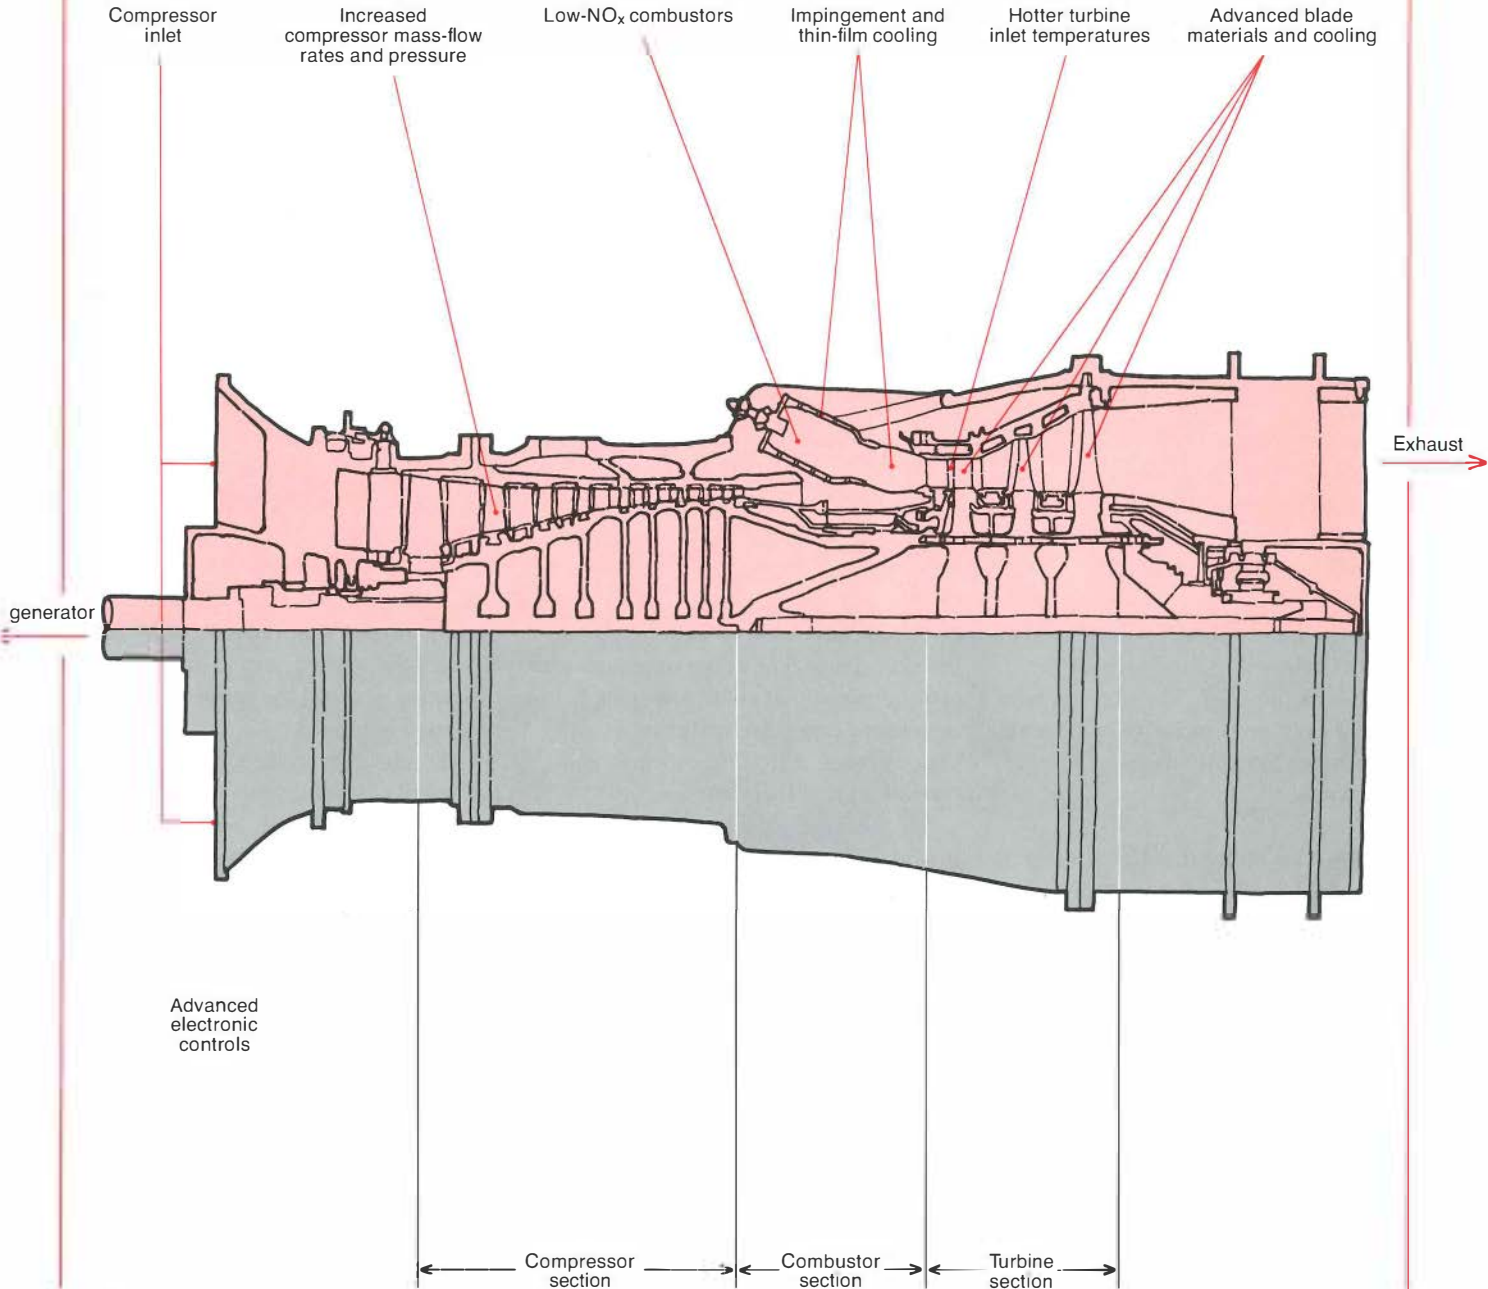 Compressor
inlet
Increased
compressor mass-flow
rates and pressure
Low-NOx combustors
Impingement and
thin-film cooling
Hotter turbine
inlet temperatures
Advanced blade
materials and cooling
Exhaust
generator
Advanced
electronic
controls
Compressor
section
Combustor
section
Turbine
section